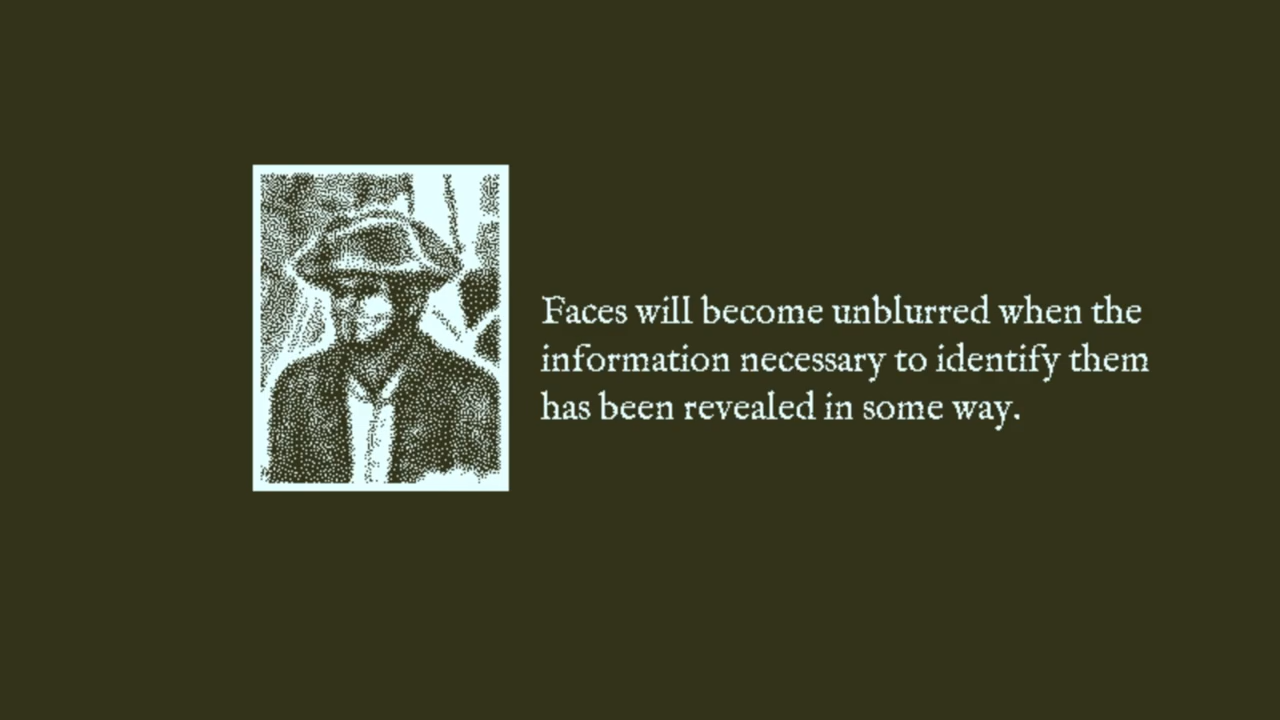 Faces will become unblurred when the
information necessary to identify them
has been revealed in some way.